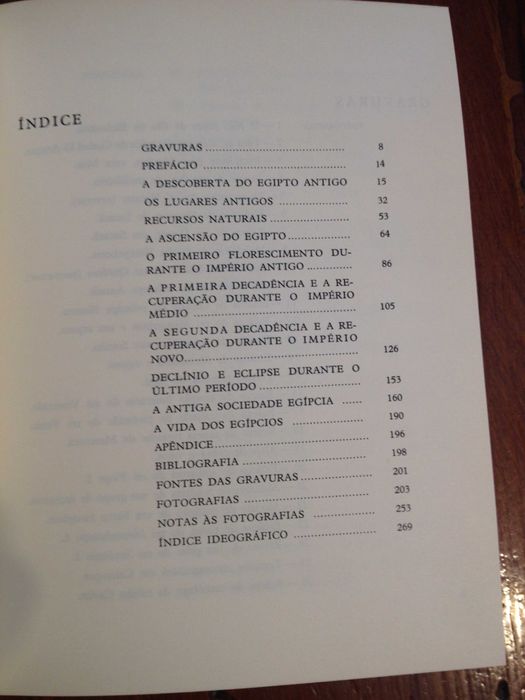 ÍNDICE
GRAVURAS .............................. 8
PREFÁCIO .............................. 14
A DESCOBERTA DO EGIPTO ANTIGO 15
OS LUGARES ANTIGOS .................. 32
RECURSOS NATURAIS .................. 53
A ASCENSÃO DO EGIPTO ............... 64
O PRIMEIRO FLORESCIMENTO DU-
RANTE O IMPÉRIO ANTIGO ............ 86
A PRIMEIRA DECADÊNCIA E A RE-
CUPERAÇÃO DURANTE O IMPÉRIO
MÉDIO .............................. 105
A SEGUNDA DECADÊNCIA E A RE-
CUPERAÇÃO DURANTE O IMPÉRIO
NOVO .............................. 126
DECLÍNIO E ECLIPSE DURANTE O
ÚLTIMO PERÍODO ..................... 153
A ANTIGA SOCIEDADE EGÍPCIA ...... 160
A VIDA DOS EGÍPCIOS ............... 190
APÊNDICE .............................. 196
BIBLIOGRAFIA ........................ 198
FONTES DAS GRAVURAS ............... 201
FOTOGRAFIAS ........................ 203
NOTAS ÀS FOTOGRAFIAS ............ 253
ÍNDICE IDEOGRÁFICO ............... 269